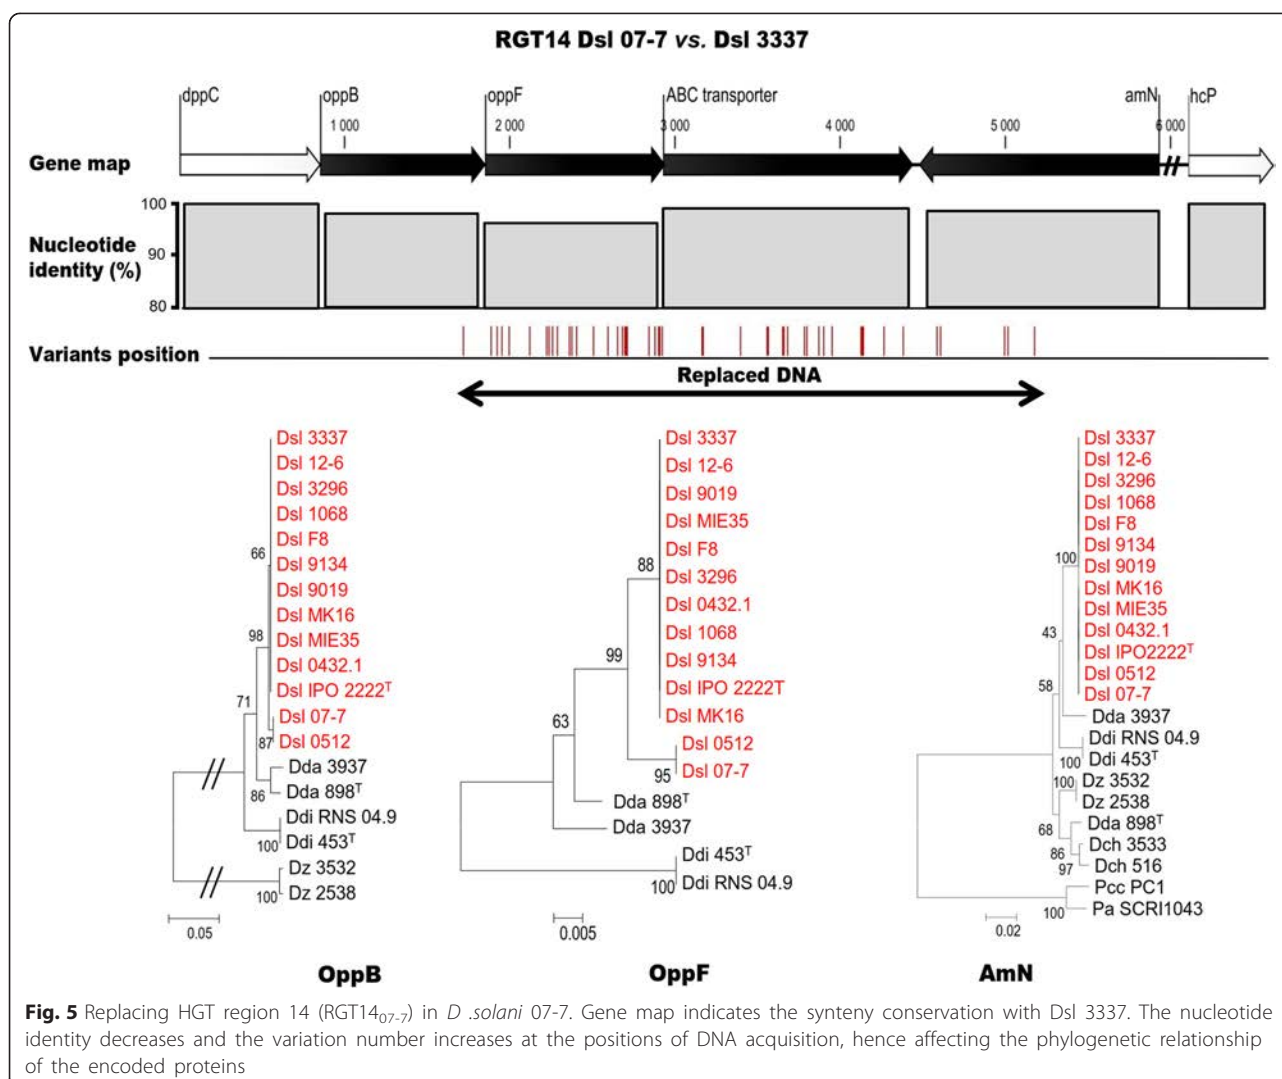 RGT14 Dsl 07-7 vs. Dsl 3337
dppC oppB oppF ABC transporter amN hcP
1 000 2 000 3 000 4 000 5 000 6 000
Gene map
100
Nucleotide identity (%)
90
80
Variants position
Replaced DNA
Dsl 3337
Dsl 12-6
Dsl 3296
Dsl 1068
Dsl F8
66
Dsl 9134
Dsl 9019
Dsl MK16
98
Dsl MIE35
Dsl 0432.1
Dsl IPO 2222ᵀ
71
Dsl 07-7
87
Dsl 0512
Dda 3937
86
Dda 898ᵀ
Ddi RNS 04.9
100
Ddi 453ᵀ
Dz 3532
100
Dz 2538
0.05
OppB
Dsl 3337
Dsl 12-6
Dsl 9019
Dsl MIE35
Dsl F8
88
Dsl 3296
Dsl 0432.1
Dsl 1068
99
Dsl 9134
Dsl IPO 2222T
Dsl MK16
63
Dsl 0512
95
Dsl 07-7
Dda 898ᵀ
Dda 3937
Ddi 453ᵀ
100
Ddi RNS 04.9
0.005
OppF
Dsl 3337
Dsl 12-6
Dsl 3296
Dsl 1068
Dsl F8
Dsl 9134
100
Dsl 9019
Dsl MK16
Dsl MIE35
43
Dsl 0432.1
Dsl IPO2222ᵀ
Dsl 0512
58
Dsl 07-7
Dda 3937
Ddi RNS 04.9
100
Ddi 453ᵀ
100
Dz 3532
Dz 2538
68
Dda 898ᵀ
Dch 3533
86
97
Dch 516
Pcc PC1
100
Pa SCRI1043
0.02
AmN
Fig. 5 Replacing HGT region 14 (RGT14₀₇₋₇) in D .solani 07-7. Gene map indicates the synteny conservation with Dsl 3337. The nucleotide
identity decreases and the variation number increases at the positions of DNA acquisition, hence affecting the phylogenetic relationship
of the encoded proteins